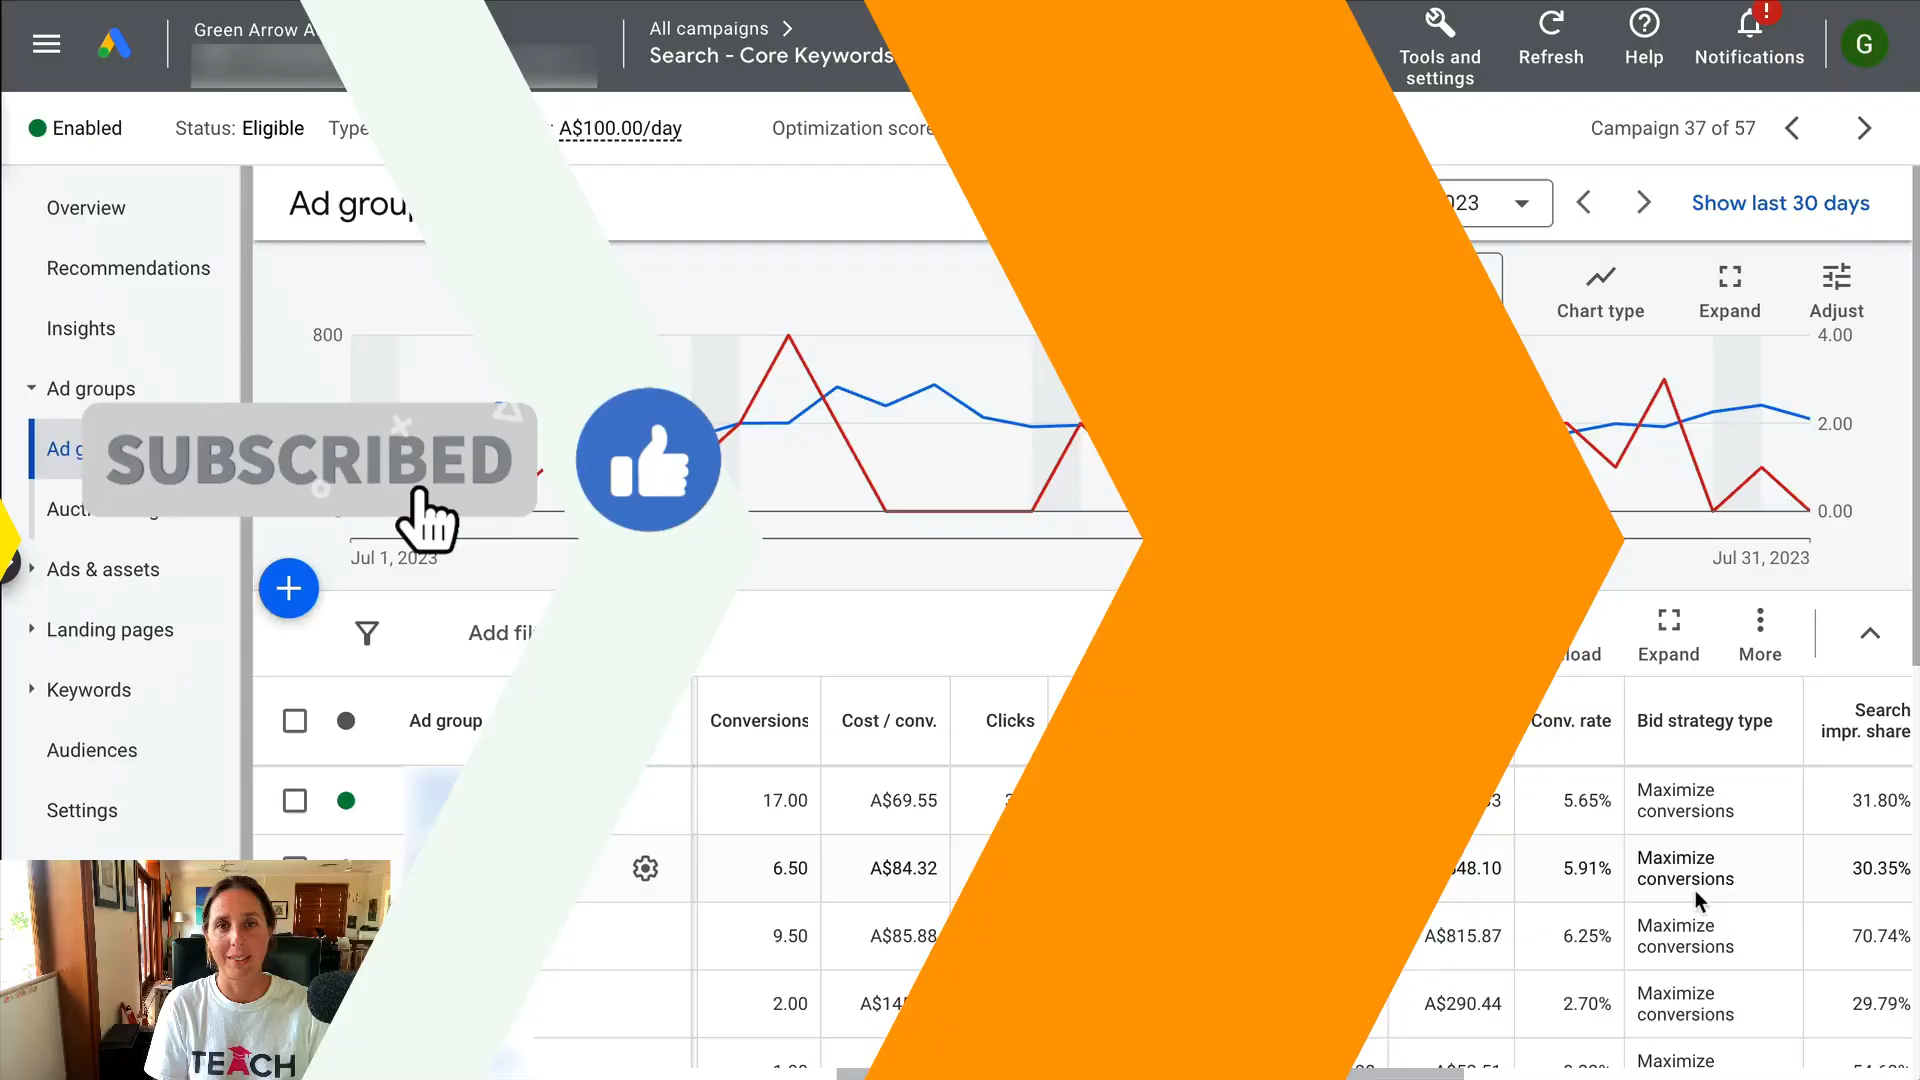 Green Arrow A
All campaigns
Search - Core Keywords
Tools and settings
Refresh
Help
Notifications
G
Enabled
Status: Eligible
Type
A$100.00/day
Optimization score
Campaign 37 of 57
Overview
Recommendations
Insights
Ad groups
Ad g
Auct
Ads & assets
Landing pages
Keywords
Audiences
Settings
Ad grou
023
Show last 30 days
Chart type
Expand
Adjust
800
4.00
2.00
0.00
Jul 1, 2023
Jul 31, 2023
SUBSCRIBED
Add fil
load
Expand
More
Ad group
Conversions
Cost / conv.
Clicks
Conv. rate
Bid strategy type
Search impr. share
17.00
A$69.55
3
5.65%
Maximize conversions
31.80%
6.50
A$84.32
48.10
5.91%
Maximize conversions
30.35%
9.50
A$85.88
A$815.87
6.25%
Maximize conversions
70.74%
2.00
A$14
A$290.44
2.70%
Maximize conversions
29.79%
Maximize
TEACH